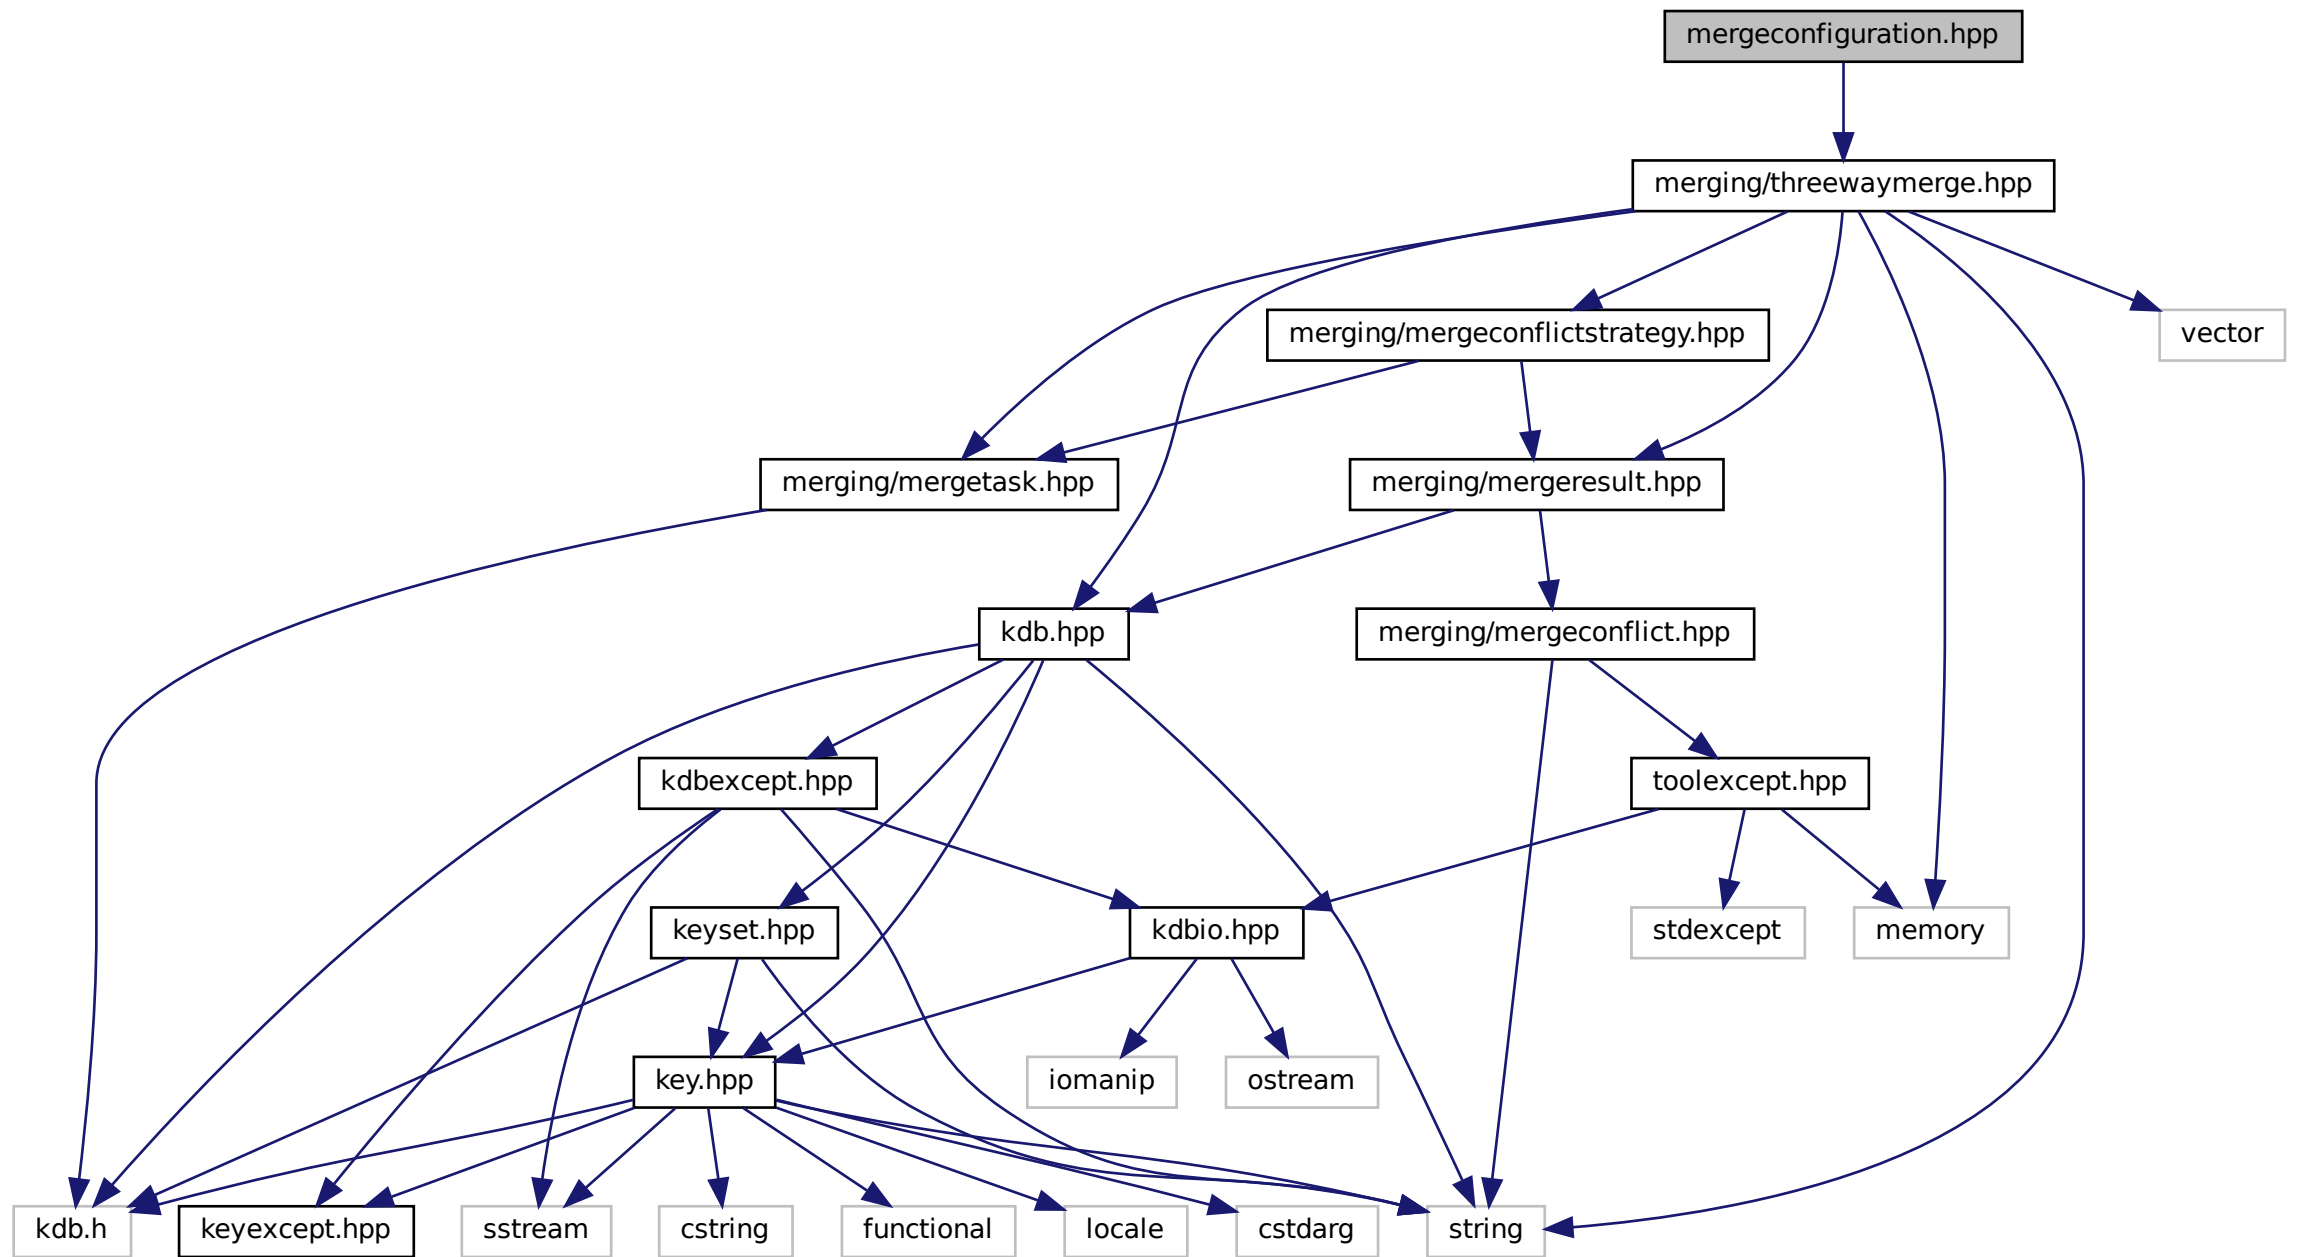 mergeconfiguration.hpp
merging/threewaymerge.hpp
merging/mergeconflictstrategy.hpp
vector
merging/mergetask.hpp
merging/mergeresult.hpp
kdb.hpp
merging/mergeconflict.hpp
kdbexcept.hpp
toolexcept.hpp
keyset.hpp
kdbio.hpp
stdexcept
memory
key.hpp
iomanip
ostream
kdb.h
keyexcept.hpp
sstream
cstring
functional
locale
cstdarg
string